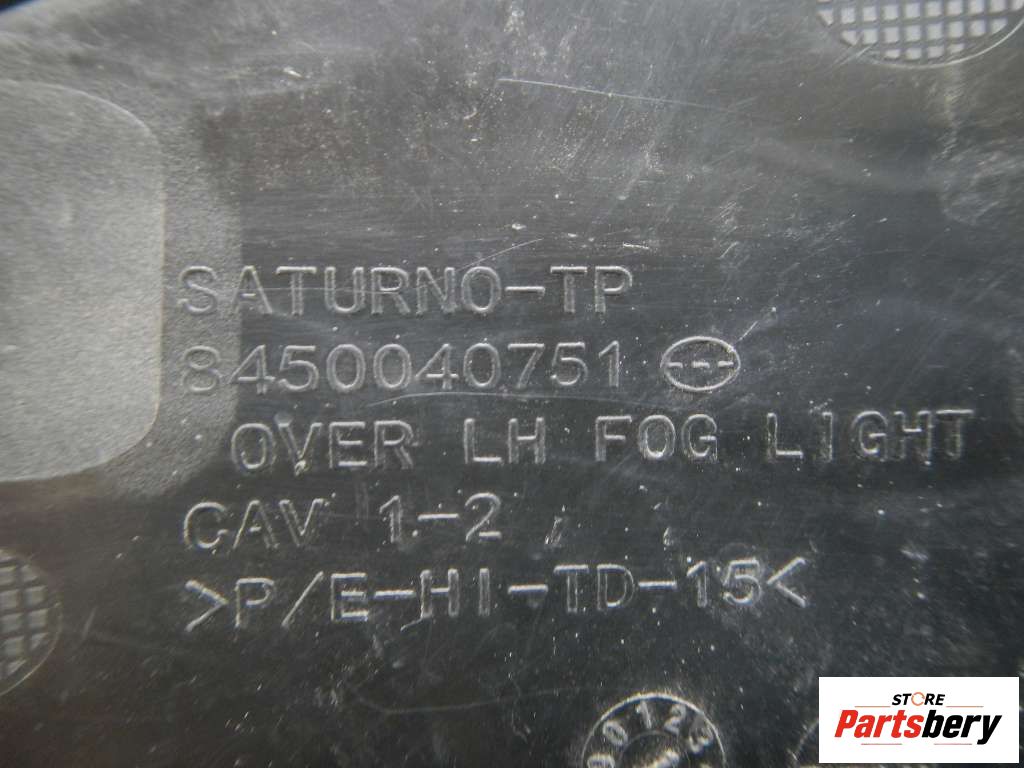 SATURNO-TP
8450040751
OVER LH FOG LIGHT
CAV 1-2
>P/E-HI-TD-15<
STORE
Partsbery